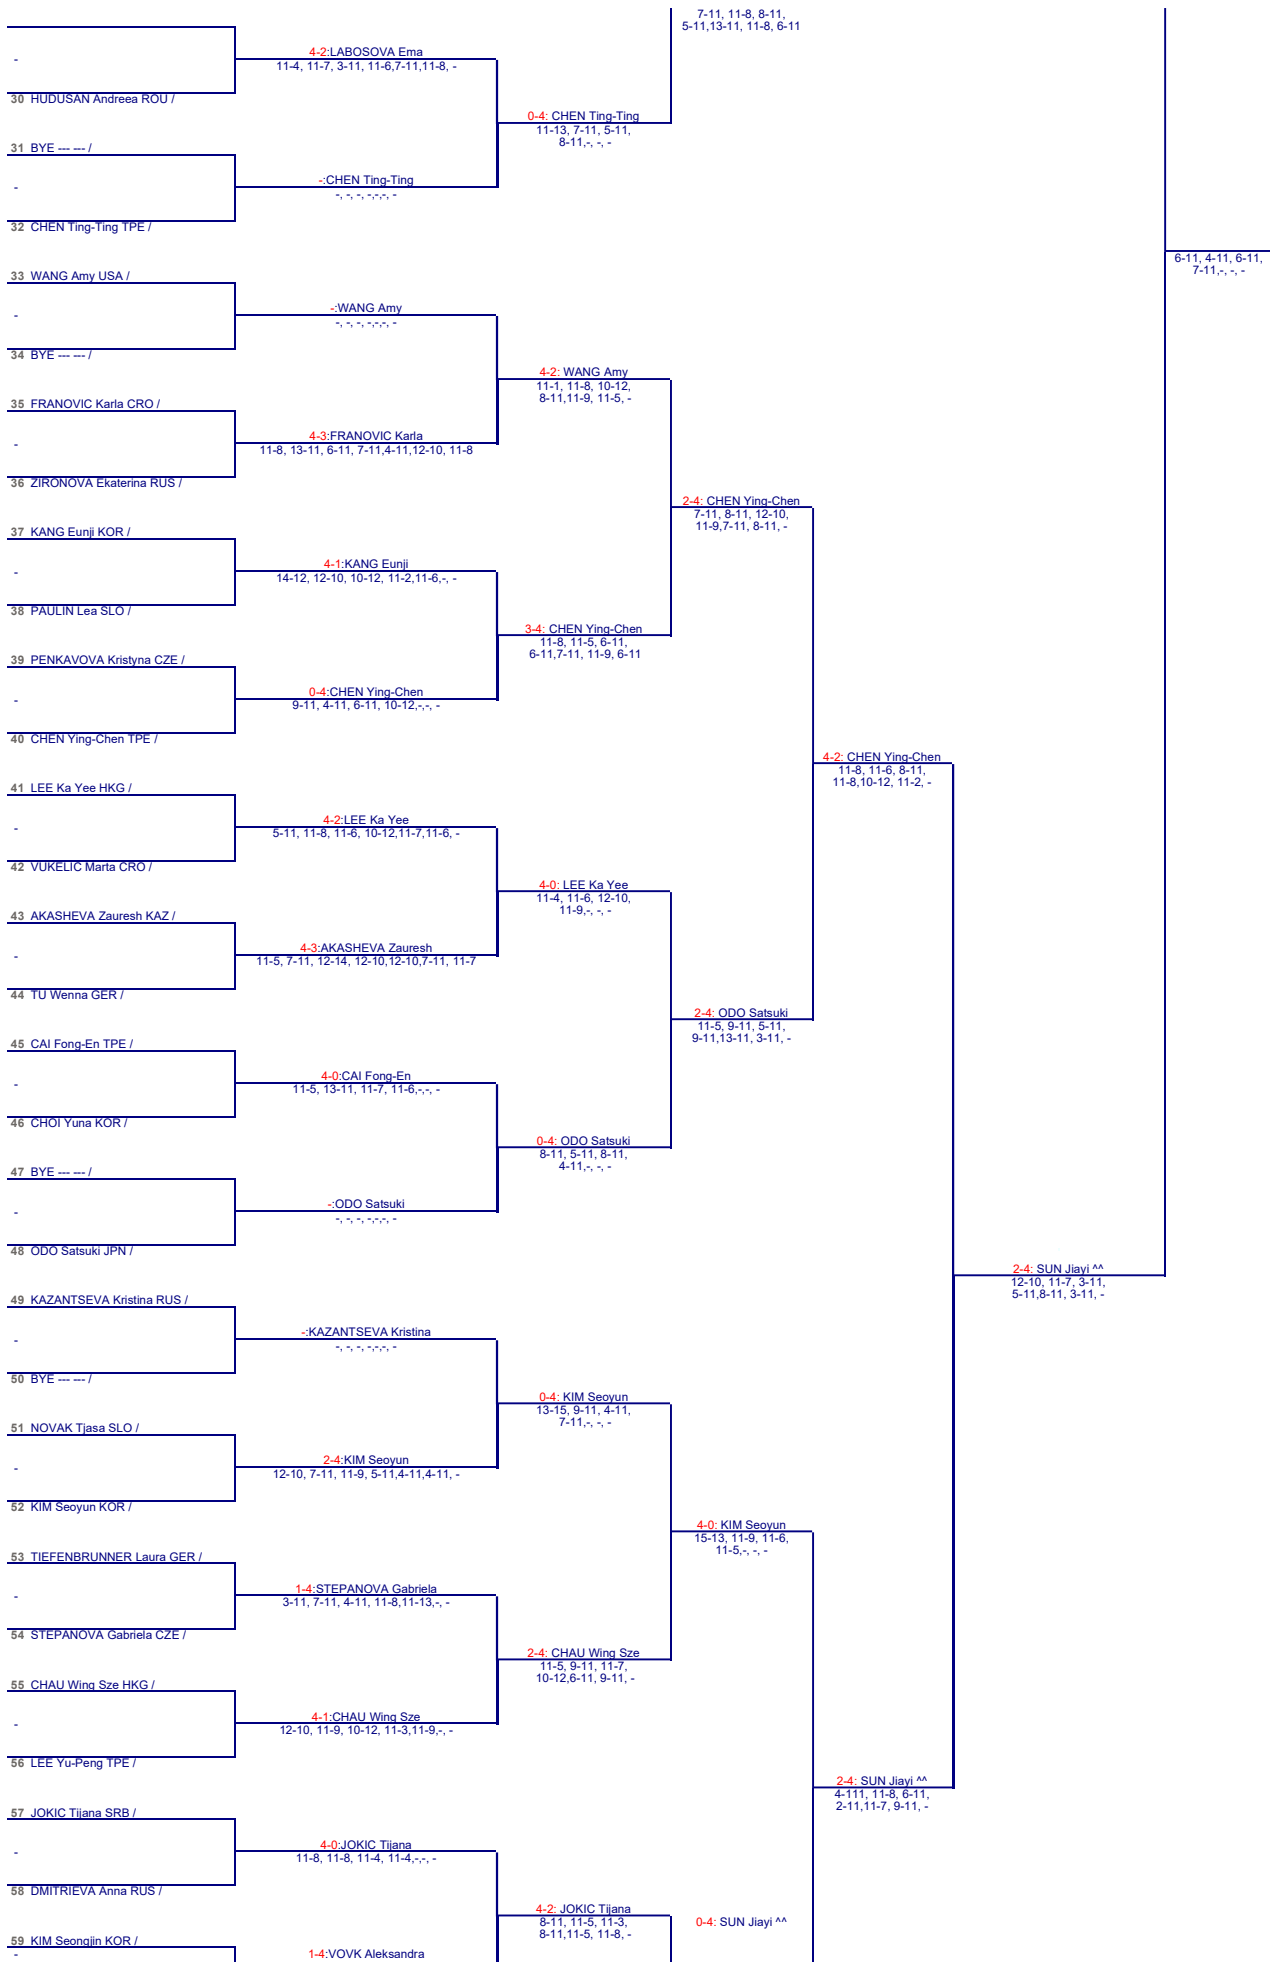 7-11, 11-8, 8-11,
5-11,13-11, 11-8, 6-11
-
4-2:LABOSOVA Ema
11-4, 11-7, 3-11, 11-6,7-11,11-8, -
30 HUDUSAN Andreea ROU /
0-4: CHEN Ting-Ting
11-13, 7-11, 5-11,
8-11,-, -, -
31 BYE --- --- /
-
-:CHEN Ting-Ting
-, -, -, -,-,-, -
32 CHEN Ting-Ting TPE /
6-11, 4-11, 6-11,
7-11,-, -, -
33 WANG Amy USA /
-
-:WANG Amy
-, -, -, -,-,-, -
34 BYE --- --- /
4-2: WANG Amy
11-1, 11-8, 10-12,
8-11,11-9, 11-5, -
35 FRANOVIC Karla CRO /
-
4-3:FRANOVIC Karla
11-8, 13-11, 6-11, 7-11,4-11,12-10, 11-8
36 ZIRONOVA Ekaterina RUS /
2-4: CHEN Ying-Chen
7-11, 8-11, 12-10,
11-9,7-11, 8-11, -
37 KANG Eunji KOR /
-
4-1:KANG Eunji
14-12, 12-10, 10-12, 11-2,11-6,-, -
38 PAULIN Lea SLO /
3-4: CHEN Ying-Chen
11-8, 11-5, 6-11,
6-11,7-11, 11-9, 6-11
39 PENKAVOVA Kristyna CZE /
-
0-4:CHEN Ying-Chen
9-11, 4-11, 6-11, 10-12,-,-, -
40 CHEN Ying-Chen TPE /
4-2: CHEN Ying-Chen
11-8, 11-6, 8-11,
11-8,10-12, 11-2, -
41 LEE Ka Yee HKG /
-
4-2:LEE Ka Yee
5-11, 11-8, 11-6, 10-12,11-7,11-6, -
42 VUKELIC Marta CRO /
4-0: LEE Ka Yee
11-4, 11-6, 12-10,
11-9,-, -, -
43 AKASHEVA Zauresh KAZ /
-
4-3:AKASHEVA Zauresh
11-5, 7-11, 12-14, 12-10,12-10,7-11, 11-7
44 TU Wenna GER /
2-4: ODO Satsuki
11-5, 9-11, 5-11,
9-11,13-11, 3-11, -
45 CAI Fong-En TPE /
-
4-0:CAI Fong-En
11-5, 13-11, 11-7, 11-6,-,-, -
46 CHOI Yuna KOR /
0-4: ODO Satsuki
8-11, 5-11, 8-11,
4-11,-, -, -
47 BYE --- --- /
-
-:ODO Satsuki
-, -, -, -,-,-, -
48 ODO Satsuki JPN /
2-4: SUN Jiayi ^^
12-10, 11-7, 3-11,
5-11,8-11, 3-11, -
49 KAZANTSEVA Kristina RUS /
-
-:KAZANTSEVA Kristina
-, -, -, -,-,-, -
50 BYE --- --- /
0-4: KIM Seoyun
13-15, 9-11, 4-11,
7-11,-, -, -
51 NOVAK Tjasa SLO /
-
2-4:KIM Seoyun
12-10, 7-11, 11-9, 5-11,4-11,4-11, -
52 KIM Seoyun KOR /
4-0: KIM Seoyun
15-13, 11-9, 11-6,
11-5,-, -, -
53 TIEFENBRUNNER Laura GER /
-
1-4:STEPANOVA Gabriela
3-11, 7-11, 4-11, 11-8,11-13,-, -
54 STEPANOVA Gabriela CZE /
2-4: CHAU Wing Sze
11-5, 9-11, 11-7,
10-12,6-11, 9-11, -
55 CHAU Wing Sze HKG /
-
4-1:CHAU Wing Sze
12-10, 11-9, 10-12, 11-3,11-9,-, -
56 LEE Yu-Peng TPE /
2-4: SUN Jiayi ^^
4-111, 11-8, 6-11,
2-11,11-7, 9-11, -
57 JOKIC Tijana SRB /
-
4-0:JOKIC Tijana
11-8, 11-8, 11-4, 11-4,-,-, -
58 DMITRIEVA Anna RUS /
4-2: JOKIC Tijana
8-11, 11-5, 11-3,
8-11,11-5, 11-8, -
0-4: SUN Jiayi ^^
59 KIM Seongjin KOR /
-
1-4:VOVK Aleksandra